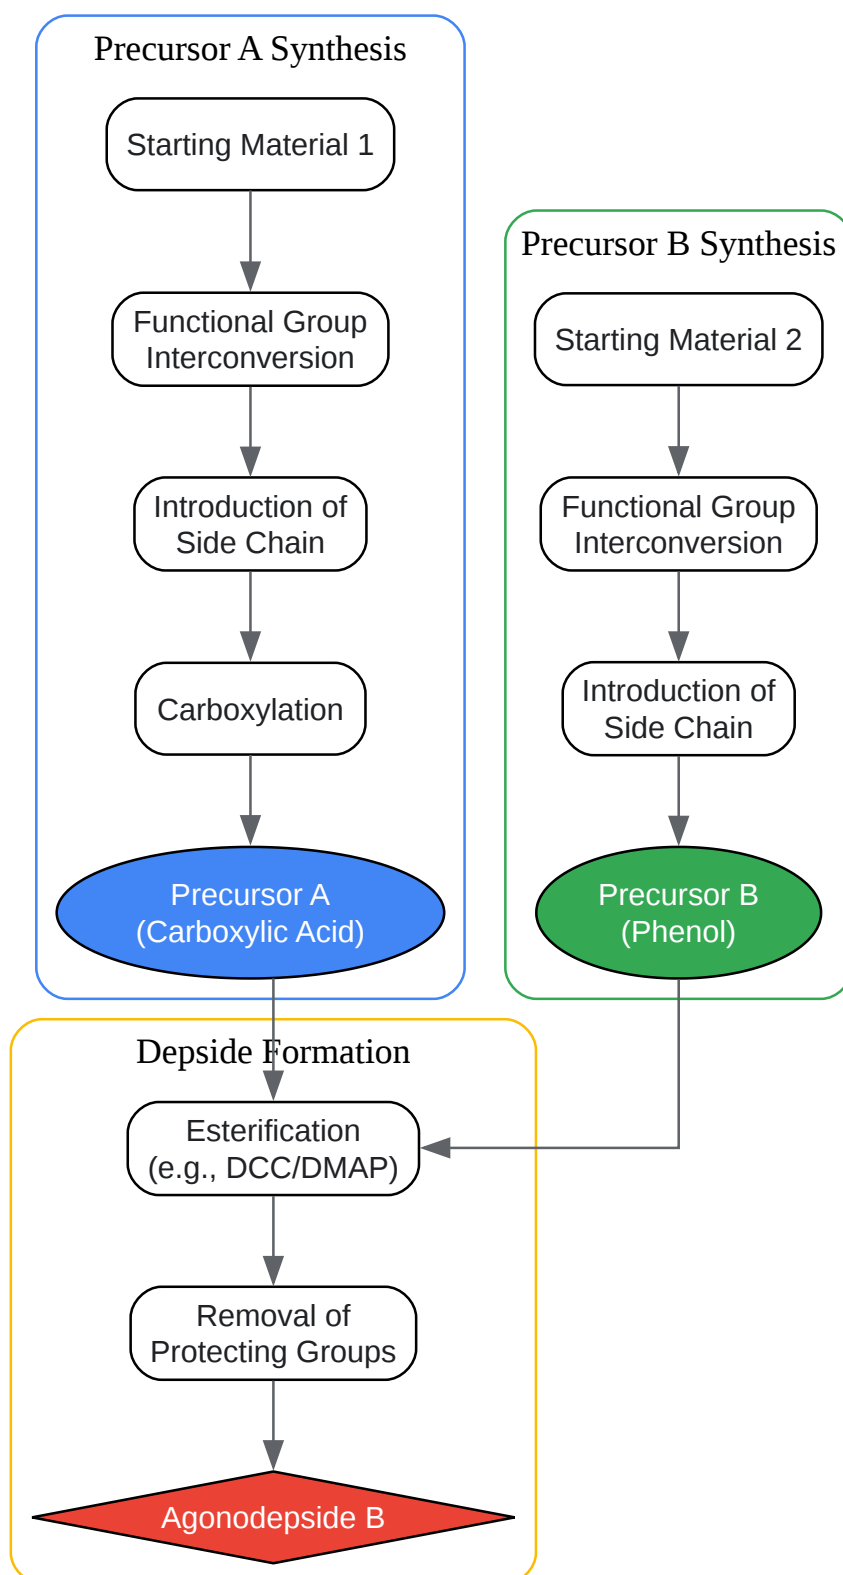 Precursor A Synthesis
Starting Material 1
Functional Group
Interconversion
Introduction of
Side Chain
Carboxylation
Precursor A
(Carboxylic Acid)
Precursor B Synthesis
Starting Material 2
Functional Group
Interconversion
Introduction of
Side Chain
Precursor B
(Phenol)
Depside Formation
Esterification
(e.g., DCC/DMAP)
Removal of
Protecting Groups
Agonodepside B